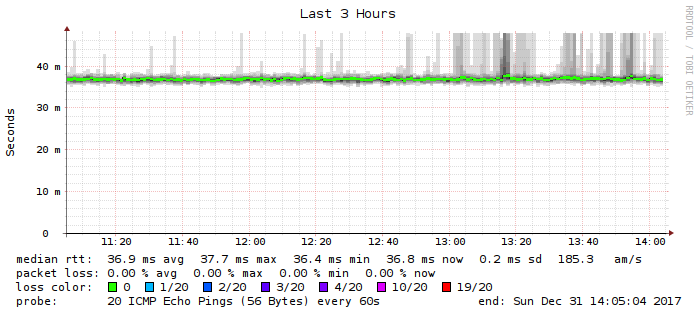 Last 3 Hours
RRDTOOL / TOBI OETIKER
Seconds
40 m
30 m
20 m
10 m
0
11:20 11:40 12:00 12:20 12:40 13:00 13:20 13:40 14:00
median rtt: 36.9 ms avg 37.7 ms max 36.4 ms min 36.8 ms now 0.2 ms sd 185.3 am/s
packet loss: 0.00 % avg 0.00 % max 0.00 % min 0.00 % now
loss color: 0 1/20 2/20 3/20 4/20 10/20 19/20
probe: 20 ICMP Echo Pings (56 Bytes) every 60s end: Sun Dec 31 14:05:04 2017